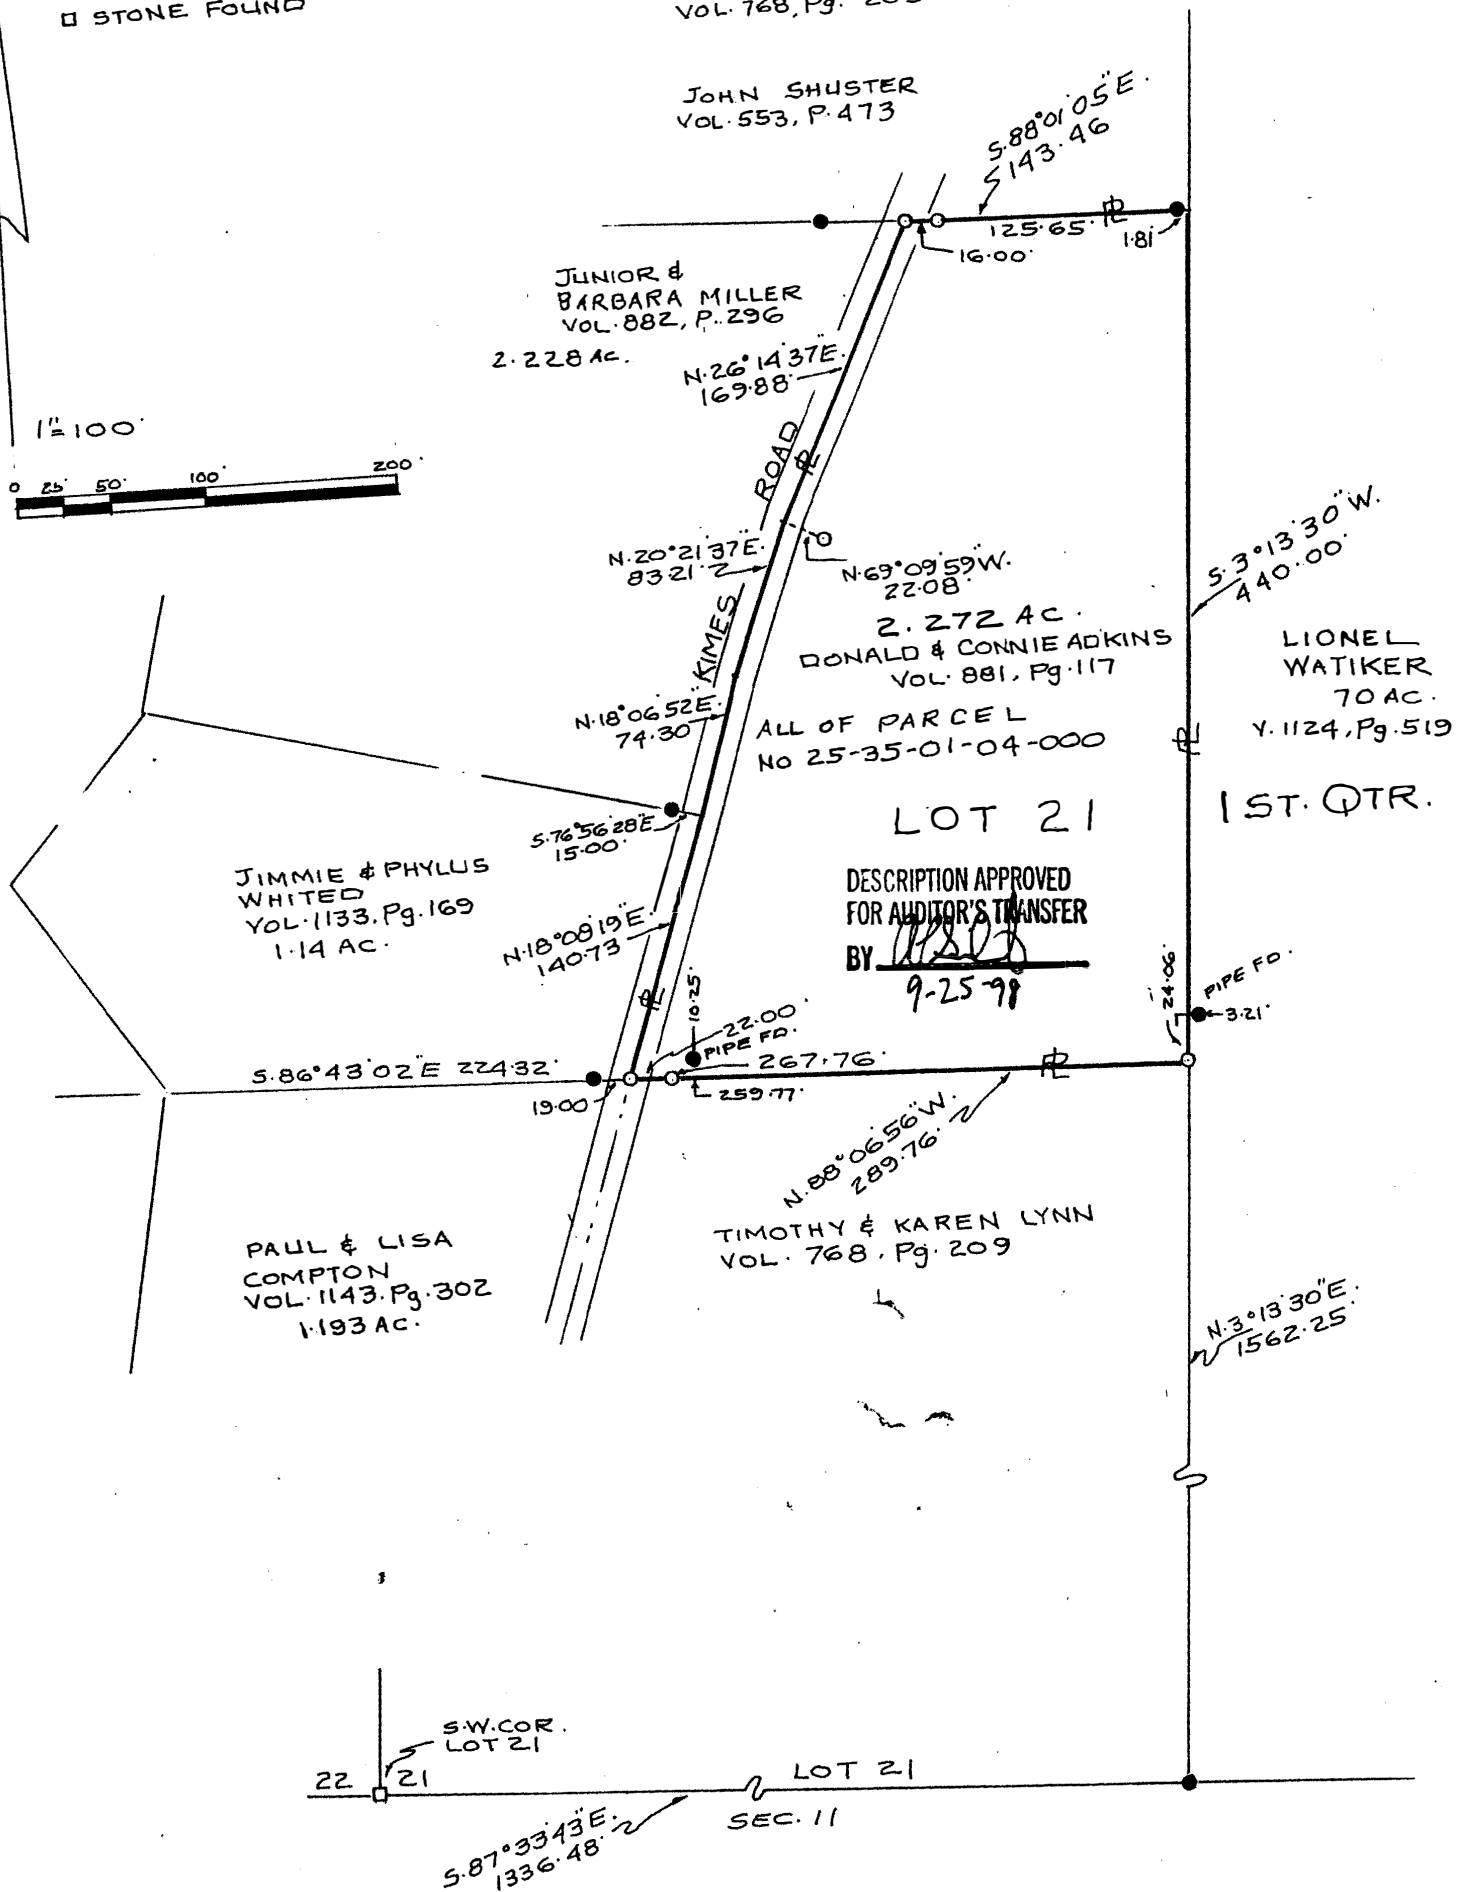 □ STONE FOUND
VOL. 768, Pg.
JOHN SHUSTER
VOL. 553, P. 473
S.88°01'05"E.
143.46
125.65'
1.81'
16.00'
JUNIOR &
BARBARA MILLER
VOL. 882, P. 296
2.228 AC.
N.26°14'37"E.
169.88'
1"=100'
0 25' 50' 100' 200'
ROAD
N.20°21'37"E.
83.21'
N.69°09'59"W.
22.08'
S.3°13'30"W.
440.00'
2.272 AC.
DONALD & CONNIE ADKINS
VOL. 881, Pg. 117
LIONEL
WATIKER
70 AC.
V. 1124, Pg. 519
KIMES
N.18°06'52"E.
74.30
ALL OF PARCEL
No 25-35-01-04-000
LOT 21
1 ST. QTR.
S.76°56'28"E
15.00'
JIMMIE & PHYLLIS
WHITED
VOL. 1133, Pg. 169
1.14 AC.
DESCRIPTION APPROVED
FOR AUDITOR'S TRANSFER
BY
9-25-98
N.18°08'19"E.
140.73
10.25'
24.06'
PIPE FD.
3.21'
22.00'
PIPE FD.
267.76'
S.86°43'02"E 224.32'
19.00
259.77'
N.88°06'56"W.
289.76'
TIMOTHY & KAREN LYNN
VOL. 768, Pg. 209
PAUL & LISA
COMPTON
VOL. 1143, Pg. 302
1.193 AC.
N.3°13'30"E.
1562.25'
S.W. COR.
LOT 21
22 21
LOT 21
SEC. 11
S.87°33'43"E.
1336.48'